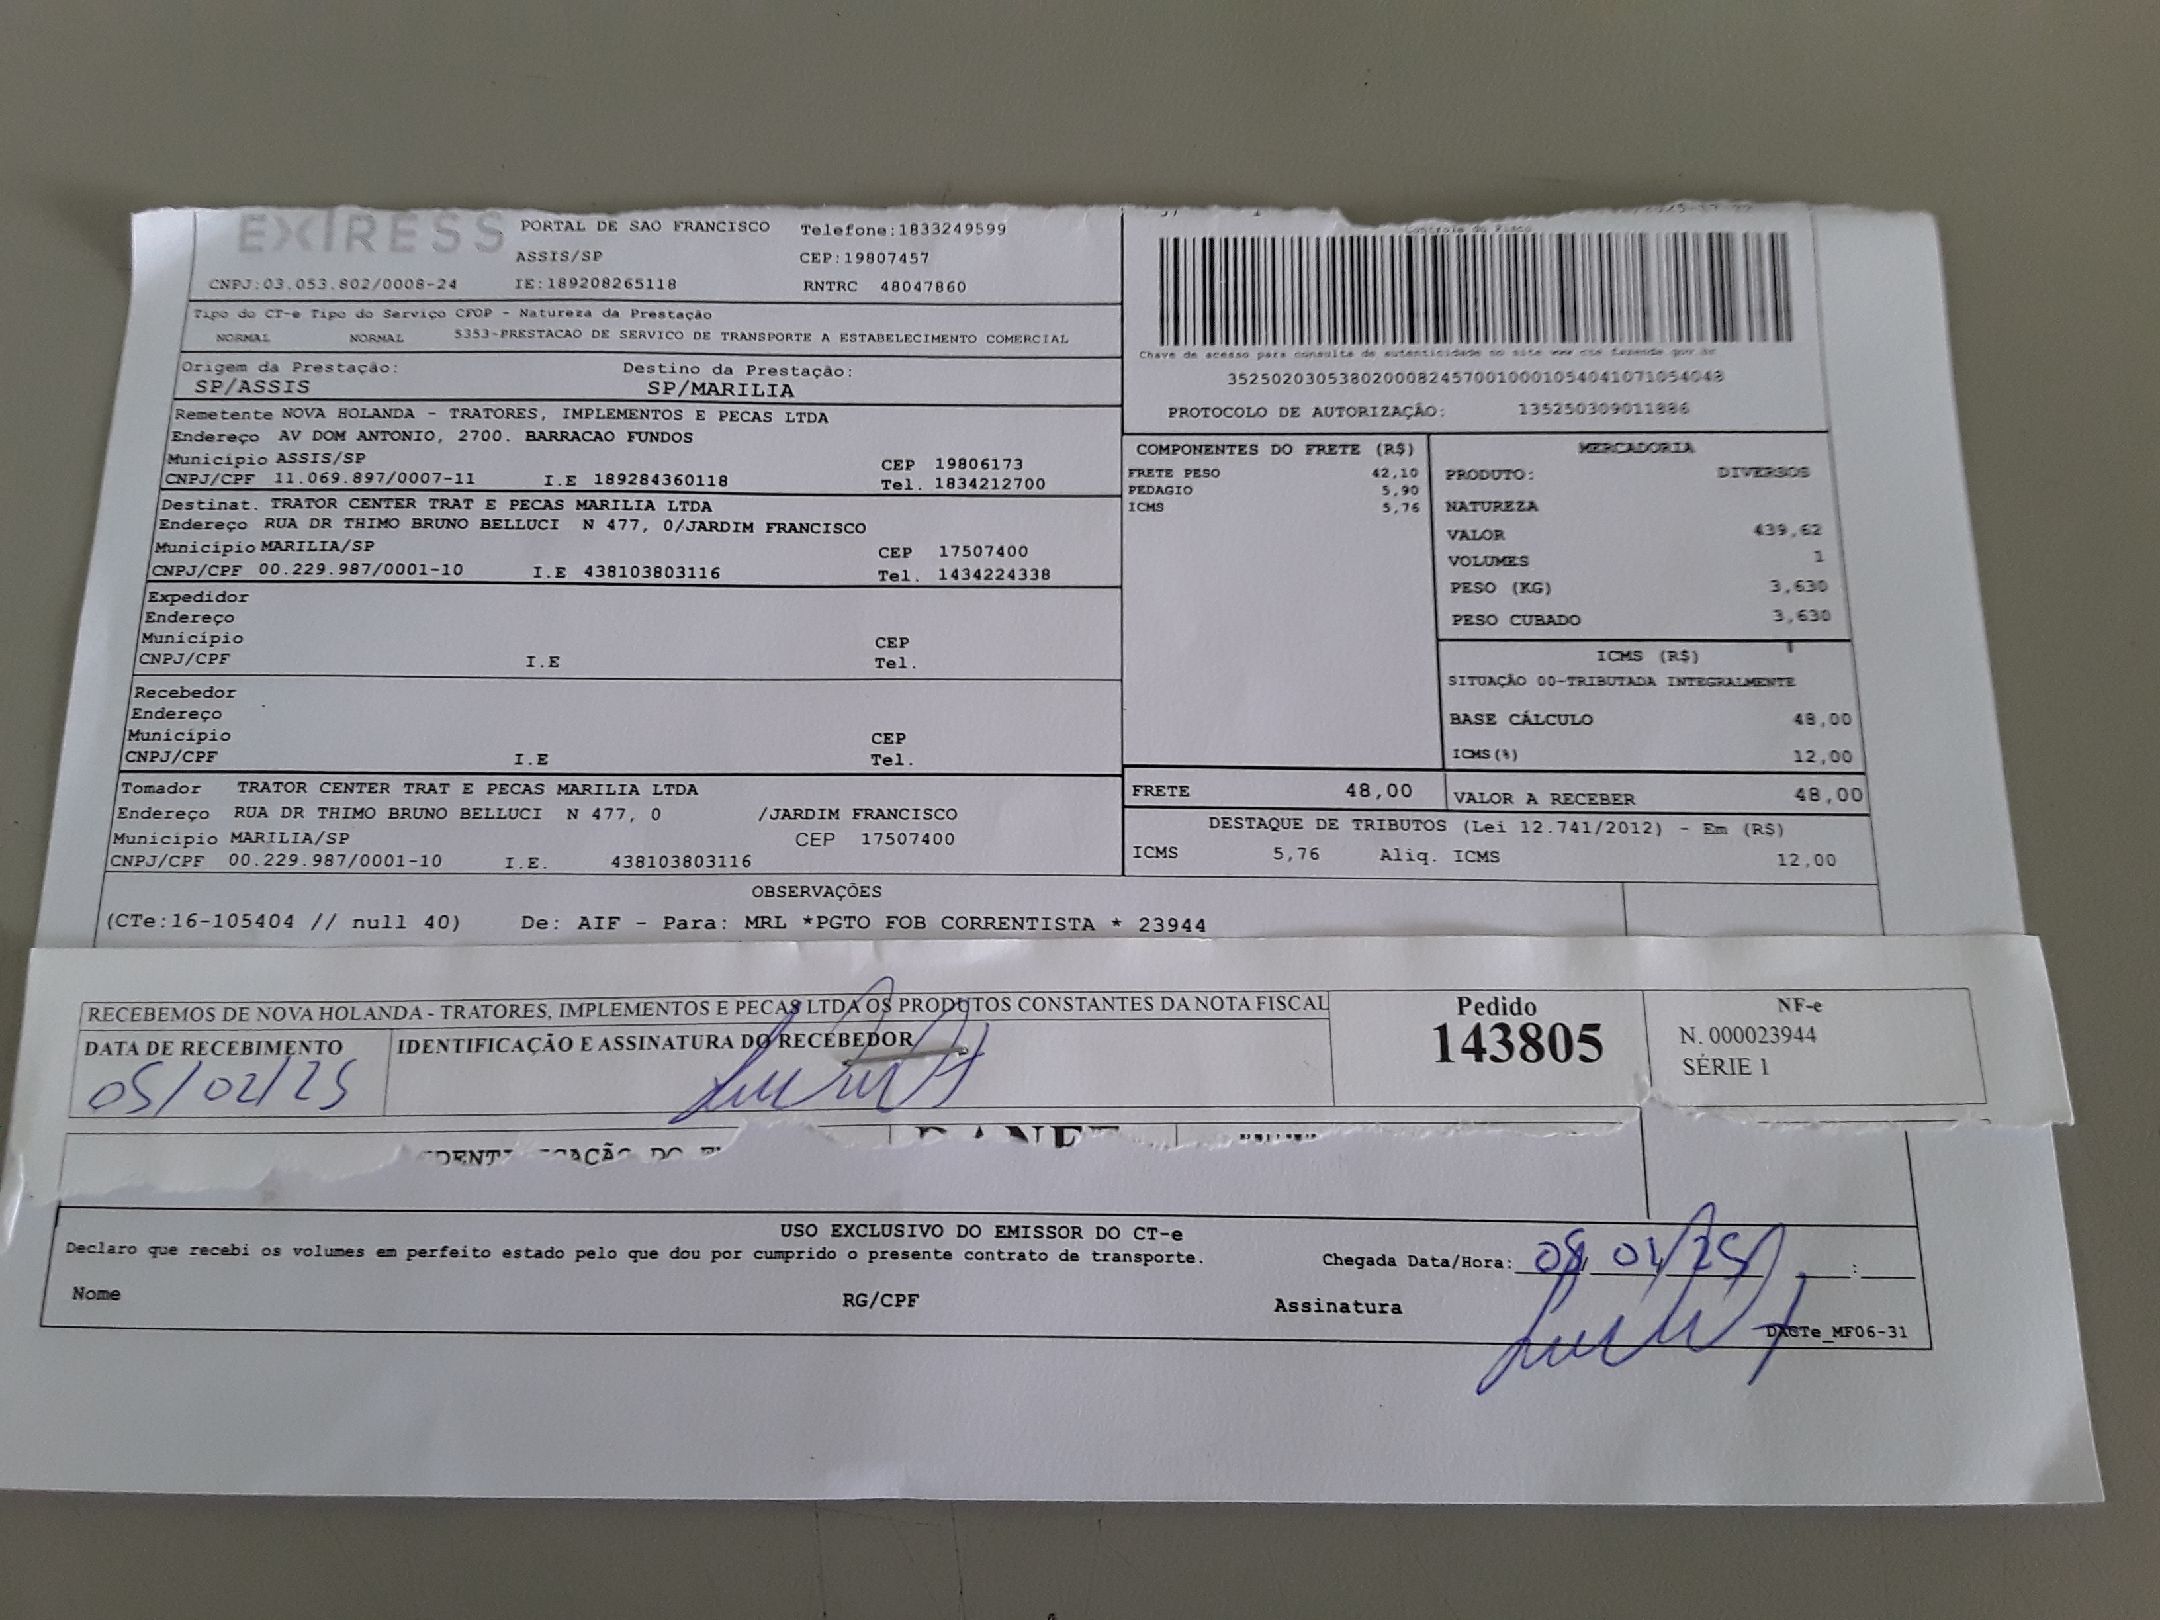 EXPRESS
PORTAL DE SAO FRANCISCO Telefone:1833249599
ASSIS/SP CEP:19807457
CNPJ:03.053.802/0008-24 IE:189208265118 RNTRC 48047860
Tipo do CT-e Tipo do Serviço CFOP - Natureza da Prestação
NORMAL NORMAL 5353-PRESTACAO DE SERVICO DE TRANSPORTE A ESTABELECIMENTO COMERCIAL
Origem da Prestação: Destino da Prestação:
SP/ASSIS SP/MARILIA
Remetente NOVA HOLANDA - TRATORES, IMPLEMENTOS E PECAS LTDA
Endereço AV DOM ANTONIO, 2700. BARRACAO FUNDOS
Município ASSIS/SP CEP 19806173
CNPJ/CPF 11.069.897/0007-11 I.E 189284360118 Tel. 1834212700
Destinat. TRATOR CENTER TRAT E PECAS MARILIA LTDA
Endereço RUA DR THIMO BRUNO BELLUCI N 477, 0/JARDIM FRANCISCO
Município MARILIA/SP CEP 17507400
CNPJ/CPF 00.229.987/0001-10 I.E 438103803116 Tel. 1434224338
Expedidor
Endereço
Município CEP
CNPJ/CPF I.E Tel.
Recebedor
Endereço
Município CEP
CNPJ/CPF I.E Tel.
Tomador TRATOR CENTER TRAT E PECAS MARILIA LTDA
Endereço RUA DR THIMO BRUNO BELLUCI N 477, 0 /JARDIM FRANCISCO
Município MARILIA/SP CEP 17507400
CNPJ/CPF 00.229.987/0001-10 I.E. 438103803116
Controle do Fisco
Chave de acesso para consulta de autenticidade no site www cte fazenda gov.br
PROTOCOLO DE AUTORIZAÇÃO: 135250309011886
COMPONENTES DO FRETE (R$)
FRETE PESO 42,10
PEDAGIO 5,90
ICMS 5,76
MERCADORIA
PRODUTO: DIVERSOS
NATUREZA
VALOR 439,62
VOLUMES 1
PESO (KG) 3,630
PESO CUBADO 3,630
ICMS (R$)
SITUAÇÃO 00-TRIBUTADA INTEGRALMENTE
BASE CÁLCULO 48,00
ICMS(%) 12,00
FRETE 48,00 VALOR A RECEBER 48,00
DESTAQUE DE TRIBUTOS (Lei 12.741/2012) - Em (R$)
ICMS 5,76 Aliq. ICMS 12,00
OBSERVAÇÕES
(CTe:16-105404 // null 40) De: AIF - Para: MRL *PGTO FOB CORRENTISTA * 23944
RECEBEMOS DE NOVA HOLANDA - TRATORES, IMPLEMENTOS E PECAS LTDA OS PRODUTOS CONSTANTES DA NOTA FISCAL
DATA DE RECEBIMENTO IDENTIFICAÇÃO E ASSINATURA DO RECEBEDOR
05/02/25
Pedido
143805
NF-e
N. 000023944
SÉRIE 1
USO EXCLUSIVO DO EMISSOR DO CT-e
Declaro que recebi os volumes em perfeito estado pelo que dou por cumprido o presente contrato de transporte.
Chegada Data/Hora:
Nome RG/CPF Assinatura
DACTe_MF06-31